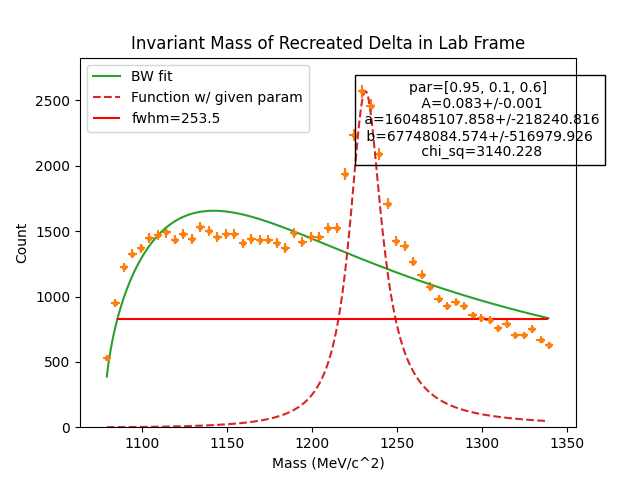 Invariant Mass of Recreated Delta in Lab Frame
BW fit
Function w/ given param
fwhm=253.5
par=[0.95, 0.1, 0.6]
A=0.083+/-0.001
a=160485107.858+/-218240.816
b=67748084.574+/-516979.926
chi_sq=3140.228
Count
2500
2000
1500
1000
500
0
1100
1150
1200
1250
1300
1350
Mass (MeV/c^2)